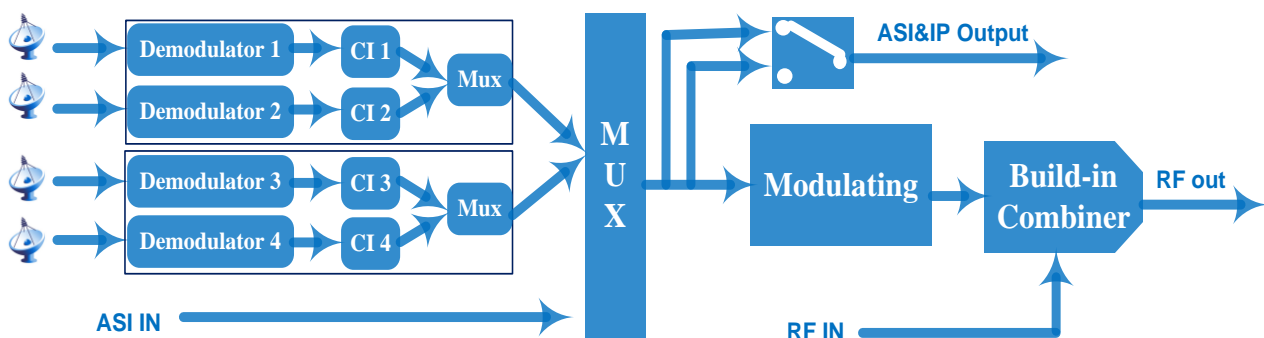 Demodulator 1
CI 1
Demodulator 2
CI 2
Mux
Demodulator 3
CI 3
Demodulator 4
CI 4
Mux
ASI IN
M
U
X
ASI&IP Output
Modulating
Build-in
Combiner
RF out
RF IN